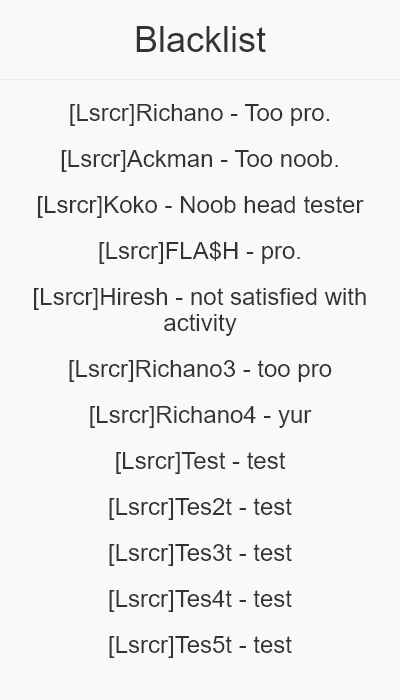 Blacklist
[Lsrcr]Richano - Too pro.
[Lsrcr]Ackman - Too noob.
[Lsrcr]Koko - Noob head tester
[Lsrcr]FLA$H - pro.
[Lsrcr]Hiresh - not satisfied with
activity
[Lsrcr]Richano3 - too pro
[Lsrcr]Richano4 - yur
[Lsrcr]Test - test
[Lsrcr]Tes2t - test
[Lsrcr]Tes3t - test
[Lsrcr]Tes4t - test
[Lsrcr]Tes5t - test